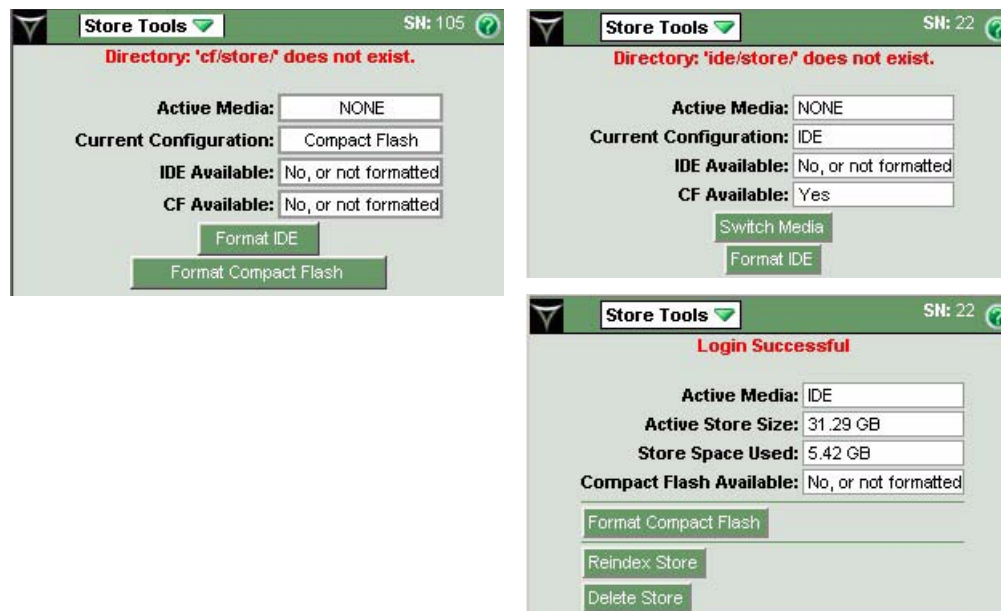 Store Tools SN: 105
Directory: 'cf/store/' does not exist.
Active Media: NONE
Current Configuration: Compact Flash
IDE Available: No, or not formatted
CF Available: No, or not formatted
Format IDE
Format Compact Flash
Store Tools SN: 22
Directory: 'ide/store/' does not exist.
Active Media: NONE
Current Configuration: IDE
IDE Available: No, or not formatted
CF Available: Yes
Switch Media
Format IDE
Store Tools SN: 22
Login Successful
Active Media: IDE
Active Store Size: 31.29 GB
Store Space Used: 5.42 GB
Compact Flash Available: No, or not formatted
Format Compact Flash
Reindex Store
Delete Store